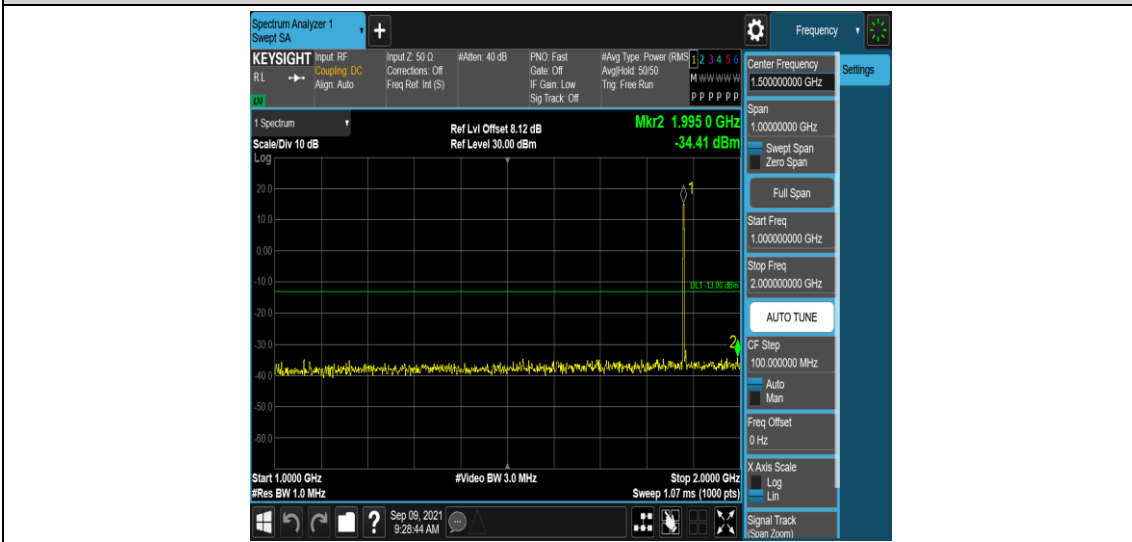 Spectrum Analyzer 1
Swept SA
+
Frequency
KEYSIGHT
RL
LXI
Input: RF
Coupling: DC
Align: Auto
Input Z: 50 Ω
Corrections: Off
Freq Ref: Int (S)
#Atten: 40 dB
PNO: Fast
Gate: Off
IF Gain: Low
Sig Track: Off
#Avg Type: Power (RMS
Avg|Hold: 50/50
Trig: Free Run
1 2 3 4 5 6
M W W W W W
P P P P P P
1 Spectrum
Scale/Div 10 dB
Log
Ref Lvl Offset 8.12 dB
Ref Level 30.00 dBm
Mkr2 1.995 0 GHz
-34.41 dBm
1
20.0
10.0
0.00
-10.0
DL1 -13.00 dBm
-20.0
-30.0
2
-40.0
-50.0
-60.0
Start 1.0000 GHz
#Res BW 1.0 MHz
#Video BW 3.0 MHz
Stop 2.0000 GHz
Sweep 1.07 ms (1000 pts)
?
Sep 09, 2021
9:28:44 AM
Center Frequency
1.500000000 GHz
Settings
Span
1.00000000 GHz
Swept Span
Zero Span
Full Span
Start Freq
1.000000000 GHz
Stop Freq
2.000000000 GHz
AUTO TUNE
CF Step
100.000000 MHz
Auto
Man
Freq Offset
0 Hz
X Axis Scale
Log
Lin
Signal Track
(Span Zoom)